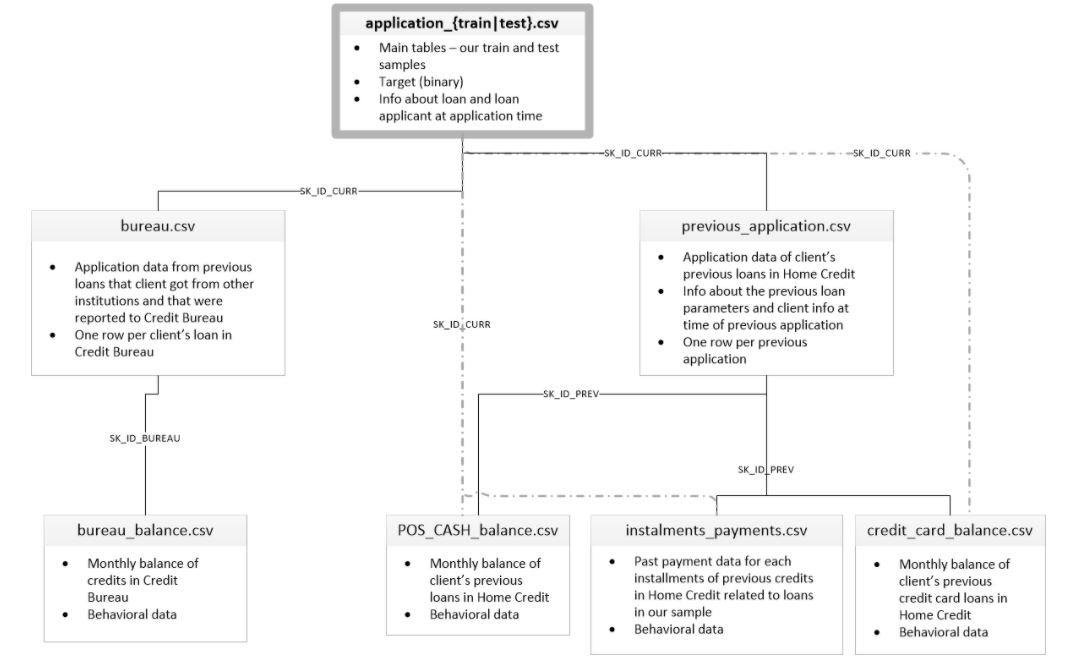 application_{train|test}.csv
• Main tables – our train and test
samples
• Target (binary)
• Info about loan and loan
applicant at application time
SK_ID_CURR
SK_ID_CURR
SK_ID_CURR
bureau.csv
• Application data from previous
loans that client got from other
institutions and that were
reported to Credit Bureau
• One row per client's loan in
Credit Bureau
previous_application.csv
• Application data of client's
previous loans in Home Credit
• Info about the previous loan
parameters and client info at
time of previous application
• One row per previous
application
SK_ID_CURR
SK_ID_PREV
SK_ID_BUREAU
SK_ID_PREV
bureau_balance.csv
• Monthly balance of
credits in Credit
Bureau
• Behavioral data
POS_CASH_balance.csv
• Monthly balance of
client's previous
loans in Home Credit
• Behavioral data
instalments_payments.csv
• Past payment data for each
installments of previous credits
in Home Credit related to loans
in our sample
• Behavioral data
credit_card_balance.csv
• Monthly balance of
client's previous
credit card loans in
Home Credit
• Behavioral data